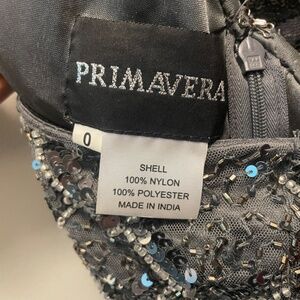 PRIMAVERA
0
SHELL
100% NYLON
100% POLYESTER
MADE IN INDIA